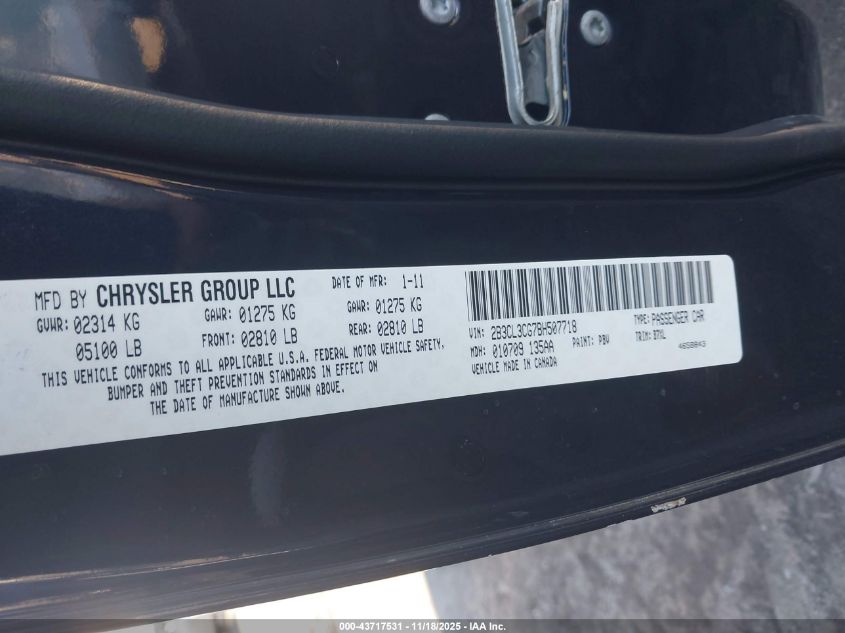 MFD BY CHRYSLER GROUP LLC
DATE OF MFR: 1-11
GVWR: 02314 KG
GAWR: 01275 KG
GAWR: 01275 KG
05100 LB
FRONT: 02810 LB
REAR: 02810 LB
THIS VEHICLE CONFORMS TO ALL APPLICABLE U.S.A. FEDERAL MOTOR VEHICLE SAFETY,
BUMPER AND THEFT PREVENTION STANDARDS IN EFFECT ON
THE DATE OF MANUFACTURE SHOWN ABOVE.
VIN: 2B3CL3CG7BH507718
TYPE: PASSENGER CAR
MDH: 010709 135AA
PAINT: PBV
TRIM: BTXL
VEHICLE MADE IN CANADA
4658843
000-43717531 - 11/18/2025 - IAA Inc.